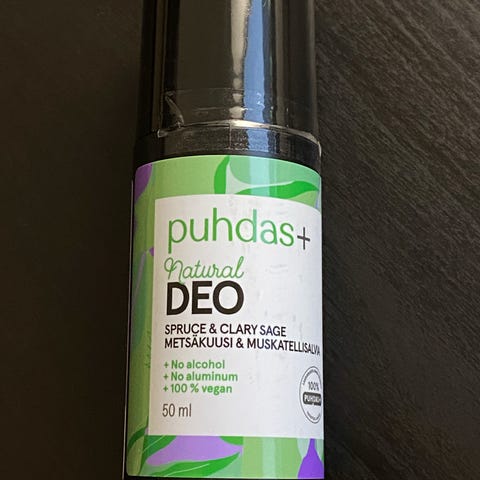 puhdas+
Natural
DEO
SPRUCE & CLARY SAGE
METSÄKUUSI & MUSKATELLISALVIA
+ No alcohol
+ No aluminum
+ 100 % vegan
50 ml
100%
PUHDAS+